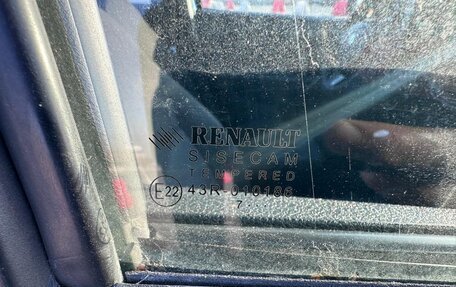 RENAULT
SISECAM
TEMPERED
E22 43R-010186
7